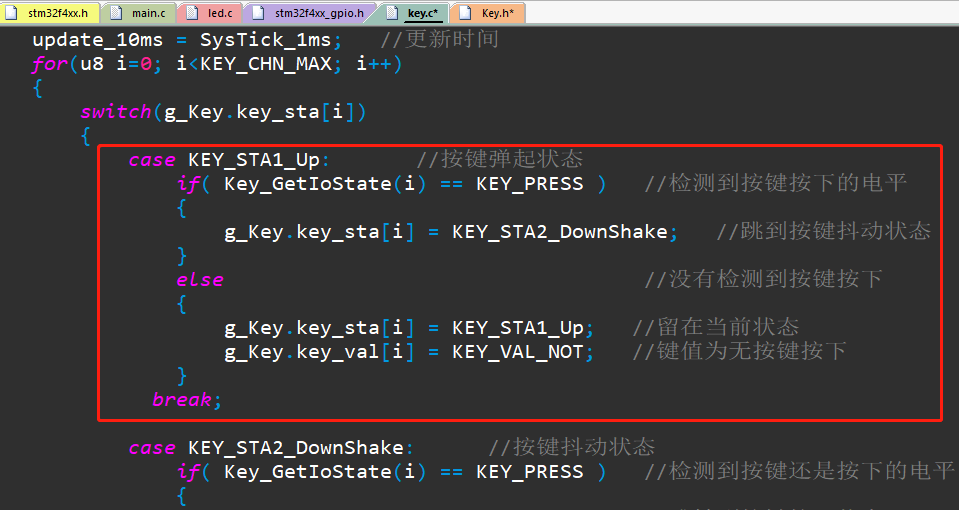 stm32f4xx.h main.c led.c stm32f4xx_gpio.h key.c* Key.h*
update_10ms = SysTick_1ms; //更新时间
for(u8 i=0; i<KEY_CHN_MAX; i++)
{
switch(g_Key.key_sta[i])
{
case KEY_STA1_Up: //按键弹起状态
if( Key_GetIoState(i) == KEY_PRESS ) //检测到按键按下的电平
{
g_Key.key_sta[i] = KEY_STA2_DownShake; //跳到按键抖动状态
}
else //没有检测到按键按下
{
g_Key.key_sta[i] = KEY_STA1_Up; //留在当前状态
g_Key.key_val[i] = KEY_VAL_NOT; //键值为无按键按下
}
break;
case KEY_STA2_DownShake: //按键抖动状态
if( Key_GetIoState(i) == KEY_PRESS ) //检测到按键还是按下的电平
{